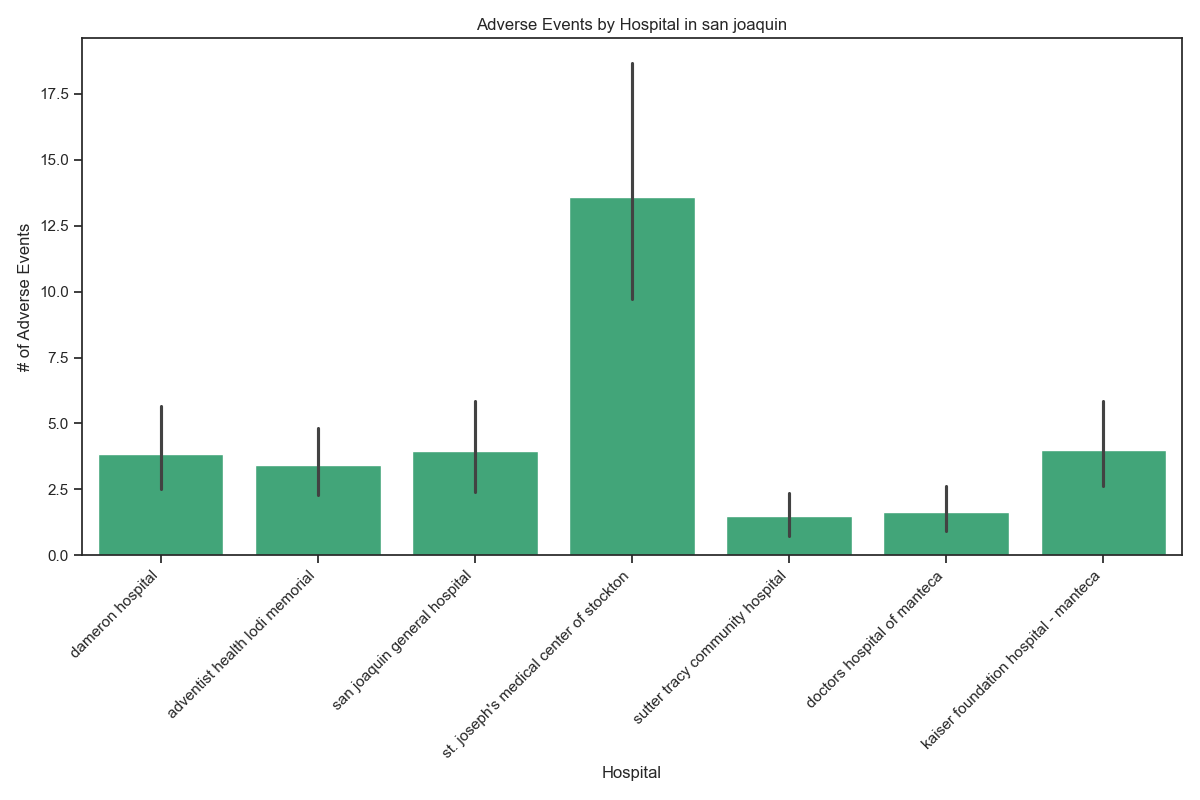 Adverse Events by Hospital in san joaquin
# of Adverse Events
17.5
15.0
12.5
10.0
7.5
5.0
2.5
0.0
dameron hospital
adventist health lodi memorial
san joaquin general hospital
st. joseph's medical center of stockton
sutter tracy community hospital
doctors hospital of manteca
kaiser foundation hospital - manteca
Hospital